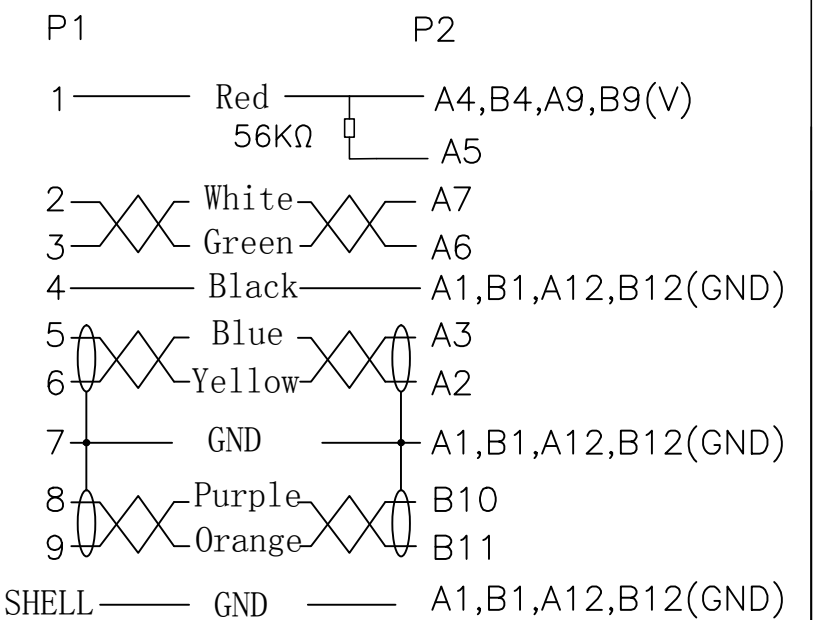 P1 P2
1 Red A4,B4,A9,B9(V)
56KΩ A5
2 White A7
3 Green A6
4 Black A1,B1,A12,B12(GND)
5 Blue A3
6 Yellow A2
7 GND A1,B1,A12,B12(GND)
8 Purple B10
9 Orange B11
SHELL GND A1,B1,A12,B12(GND)